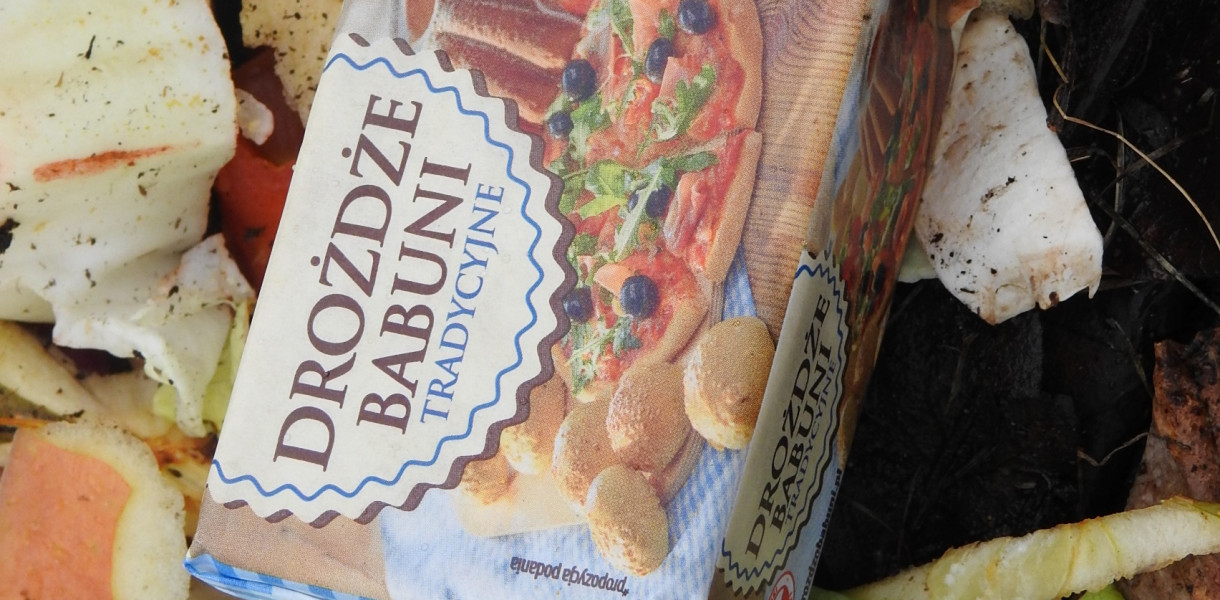 DROŻDŻE
BABUNI
TRADYCYJNE
*propozycja podania
DROŻDŻE
BABUNI
TRADYCYJNE